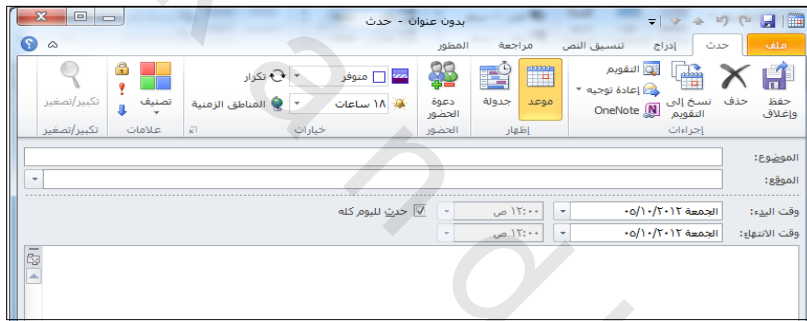 بدون عنوان - حدث
ملف حدث إدراج تنسيق النص مراجعة المطور
حفظ وإغلاق
حذف
نسخ إلى التقويم
التقويم
إعادة توجيه
OneNote
إجراءات
موعد
جدولة
إظهار
دعوة الحضور
الحضور
متوفر
١٨ ساعات
تكرار
المناطق الزمنية
خيارات
تصنيف
علامات
تكبير/تصغير
تكبير/تصغير
الموضوع:
الموقع:
وقت البدء: الجمعة ٠٥/١٠/٢٠١٢ ١٢:٠٠ ص حدث لليوم كله
وقت الانتهاء: الجمعة ٠٥/١٠/٢٠١٢ ١٢:٠٠ ص